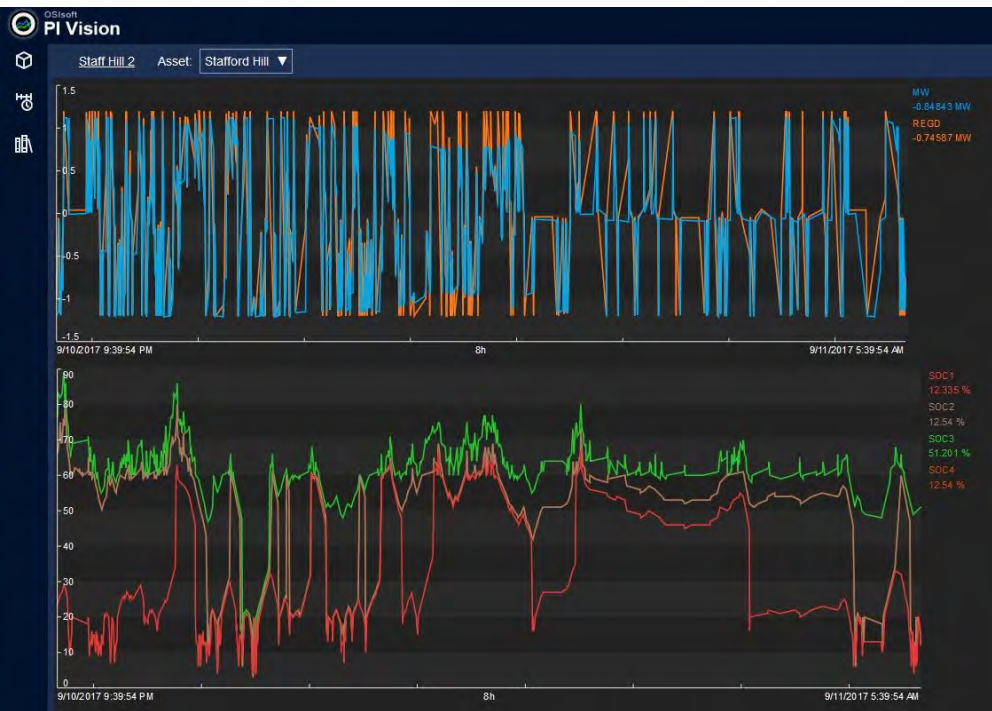 OSIsoft
PI Vision
Staff Hill 2 Asset: Stafford Hill ▼
1.5
1
0.5
0
-0.5
-1
-1.5
MW
-0.84843 MW
REGD
-0.74587 MW
9/10/2017 9:39:54 PM 8h 9/11/2017 5:39:54 AM
90
80
70
60
50
40
30
20
10
0
SOC1
12.335 %
SOC2
12.54 %
SOC3
51.201 %
SOC4
12.54 %
9/10/2017 9:39:54 PM 8h 9/11/2017 5:39:54 AM